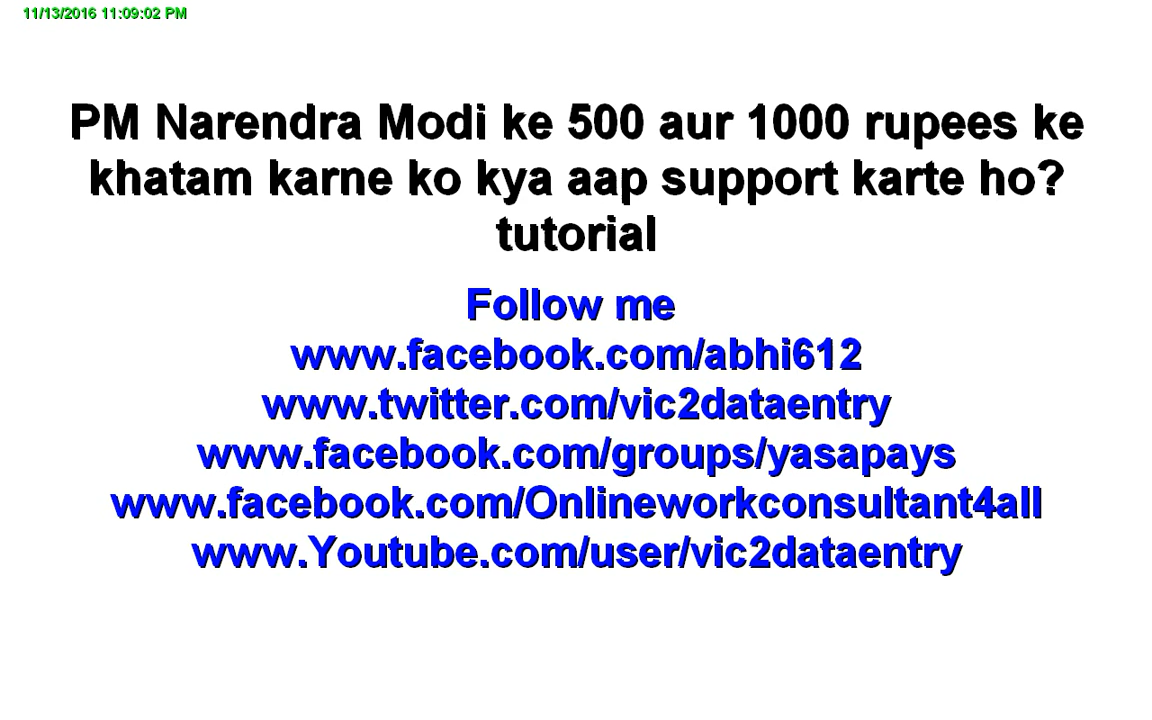 11/13/2016 11:09:02 PM
PM Narendra Modi ke 500 aur 1000 rupees ke
khatam karne ko kya aap support karte ho?
tutorial
Follow me
www.facebook.com/abhi612
www.twitter.com/vic2dataentry
www.facebook.com/groups/yasapays
www.facebook.com/Onlineworkconsultant4all
www.Youtube.com/user/vic2dataentry